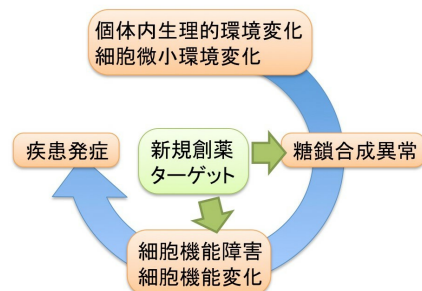 個体内生理的環境変化
細胞微小環境変化
疾患発症
新規創薬
ターゲット
糖鎖合成異常
細胞機能障害
細胞機能変化